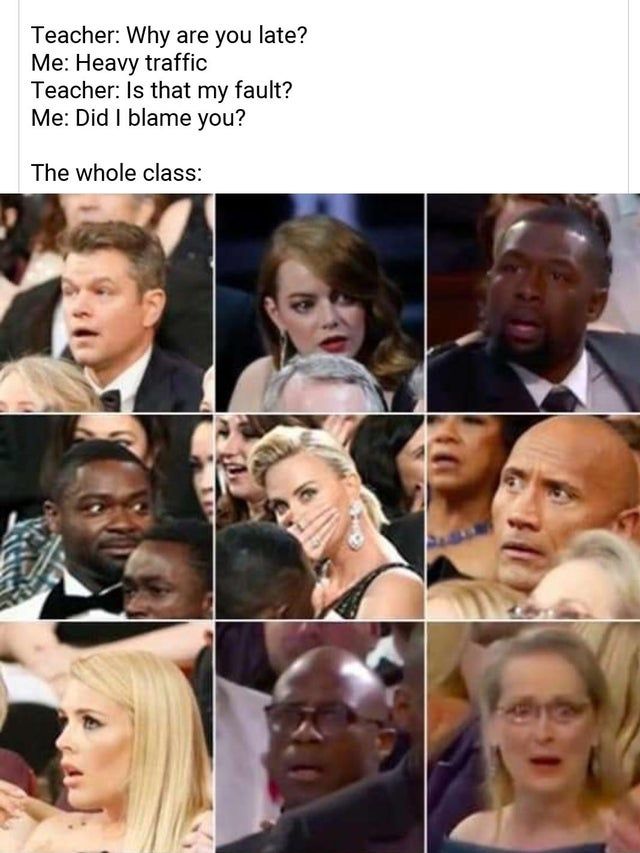 Teacher: Why are you late?
Me: Heavy traffic
Teacher: Is that my fault?
Me: Did I blame you?
The whole class: